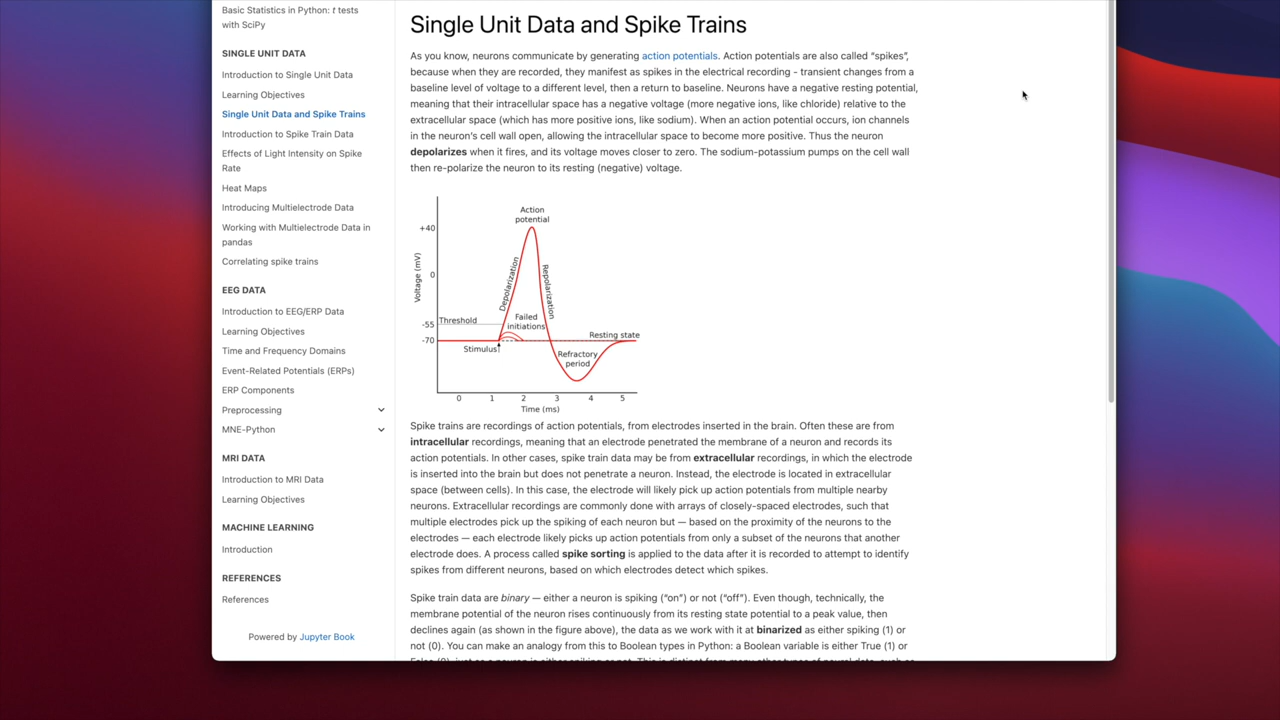 Basic Statistics in Python: t tests
with SciPy
SINGLE UNIT DATA
Introduction to Single Unit Data
Learning Objectives
Single Unit Data and Spike Trains
Introduction to Spike Train Data
Effects of Light Intensity on Spike
Rate
Heat Maps
Introducing Multielectrode Data
Working with Multielectrode Data in
pandas
Correlating spike trains
EEG DATA
Introduction to EEG/ERP Data
Learning Objectives
Time and Frequency Domains
Event-Related Potentials (ERPs)
ERP Components
Preprocessing
MNE-Python
MRI DATA
Introduction to MRI Data
Learning Objectives
MACHINE LEARNING
Introduction
REFERENCES
References
Powered by Jupyter Book
Single Unit Data and Spike Trains
As you know, neurons communicate by generating action potentials. Action potentials are also called “spikes”,
because when they are recorded, they manifest as spikes in the electrical recording - transient changes from a
baseline level of voltage to a different level, then a return to baseline. Neurons have a negative resting potential,
meaning that their intracellular space has a negative voltage (more negative ions, like chloride) relative to the
extracellular space (which has more positive ions, like sodium). When an action potential occurs, ion channels
in the neuron's cell wall open, allowing the intracellular space to become more positive. Thus the neuron
depolarizes when it fires, and its voltage moves closer to zero. The sodium-potassium pumps on the cell wall
then re-polarize the neuron to its resting (negative) voltage.
Action
potential
+40
Voltage (mV)
0
Depolarization
Repolarization
Failed
initiations
Threshold
-55
-70
Stimulus
Resting state
Refractory
period
0 1 2 3 4 5
Time (ms)
Spike trains are recordings of action potentials, from electrodes inserted in the brain. Often these are from
intracellular recordings, meaning that an electrode penetrated the membrane of a neuron and records its
action potentials. In other cases, spike train data may be from extracellular recordings, in which the electrode
is inserted into the brain but does not penetrate a neuron. Instead, the electrode is located in extracellular
space (between cells). In this case, the electrode will likely pick up action potentials from multiple nearby
neurons. Extracellular recordings are commonly done with arrays of closely-spaced electrodes, such that
multiple electrodes pick up the spiking of each neuron but — based on the proximity of the neurons to the
electrodes — each electrode likely picks up action potentials from only a subset of the neurons that another
electrode does. A process called spike sorting is applied to the data after it is recorded to attempt to identify
spikes from different neurons, based on which electrodes detect which spikes.
Spike train data are binary — either a neuron is spiking (“on”) or not (“off”). Even though, technically, the
membrane potential of the neuron rises continuously from its resting state potential to a peak value, then
declines again (as shown in the figure above), the data as we work with it at binarized as either spiking (1) or
not (0). You can make an analogy from this to Boolean types in Python: a Boolean variable is either True (1) or